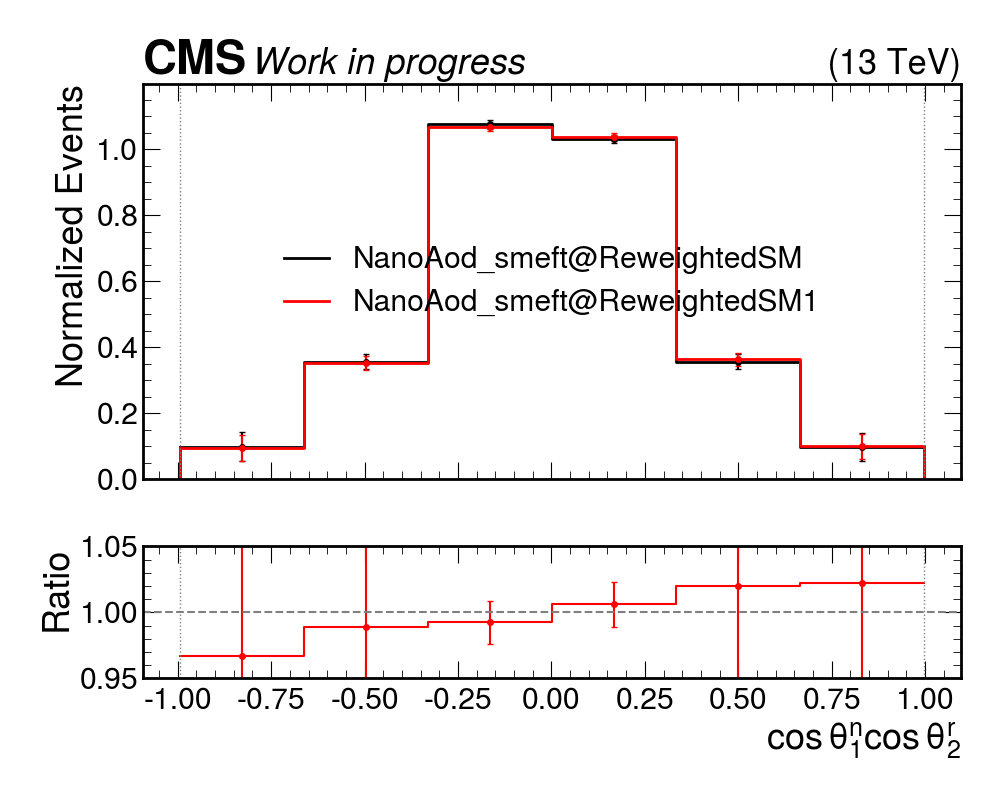 CMS Work in progress (13 TeV)
Normalized Events
1.0
0.8
0.6
0.4
0.2
0.0
NanoAod_smeft@ReweightedSM
NanoAod_smeft@ReweightedSM1
Ratio
1.05
1.00
0.95
-1.00 -0.75 -0.50 -0.25 0.00 0.25 0.50 0.75 1.00
cos θ₁ⁿcos θ₂ʳ